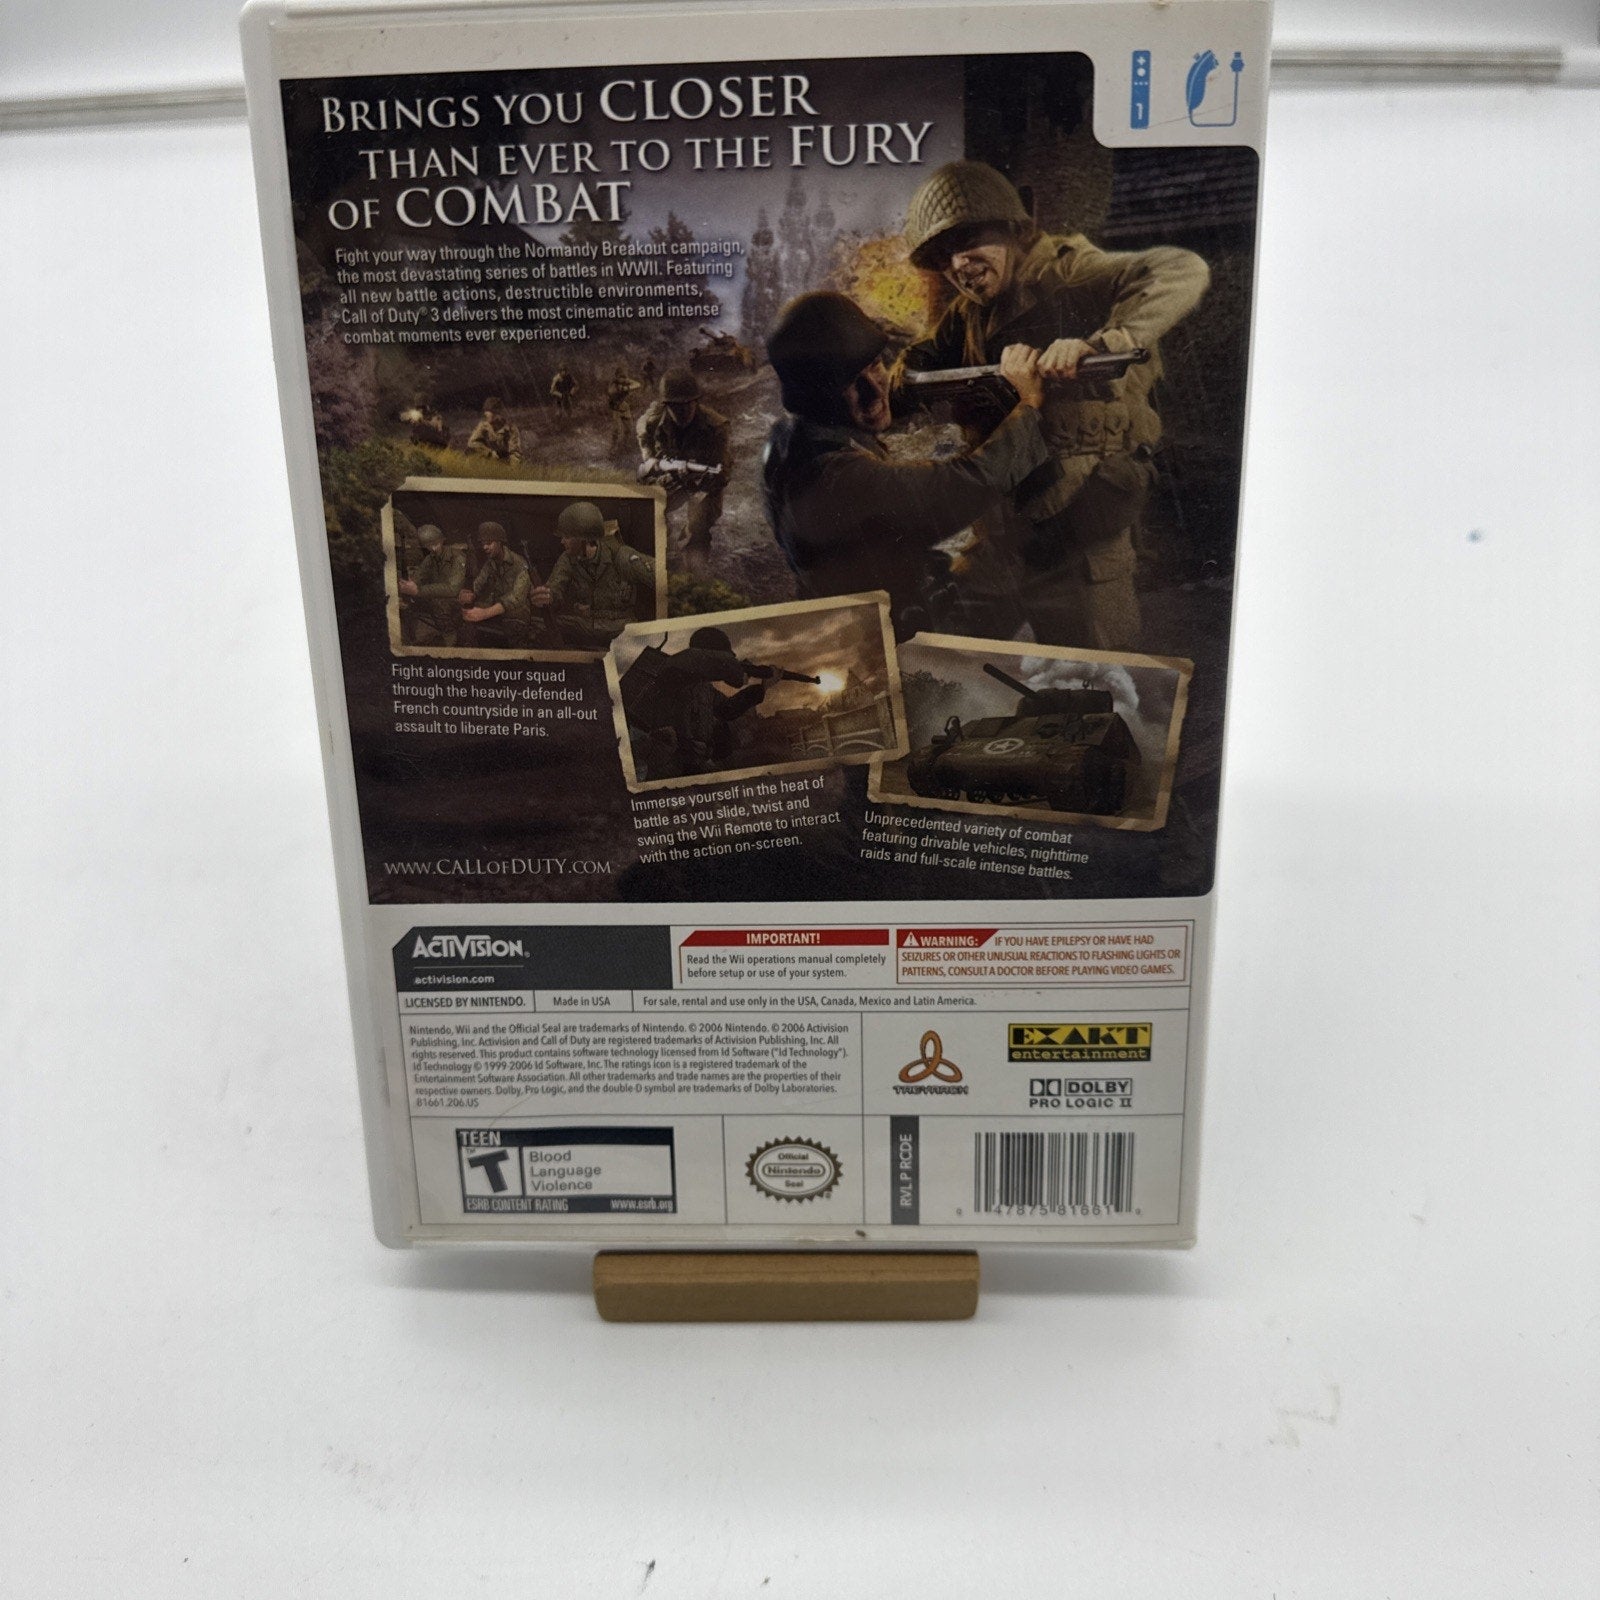 BRINGS YOU CLOSER
THAN EVER TO THE FURY
OF COMBAT
Fight your way through the Normandy Breakout campaign,
the most devastating series of battles in WWII. Featuring
all new battle actions, destructible environments,
Call of Duty® 3 delivers the most cinematic and intense
combat moments ever experienced.
Fight alongside your squad
through the heavily-defended
French countryside in an all-out
assault to liberate Paris.
Immerse yourself in the heat of
battle as you slide, twist and
swing the Wii Remote to interact
with the action on-screen.
Unprecedented variety of combat
featuring drivable vehicles, nighttime
raids and full-scale intense battles.
WWW.CALLOFDUTY.COM
ACTIVISION®
activision.com
IMPORTANT!
Read the Wii operations manual completely
before setup or use of your system.
WARNING: IF YOU HAVE EPILEPSY OR HAVE HAD
SEIZURES OR OTHER UNUSUAL REACTIONS TO FLASHING LIGHTS OR
PATTERNS, CONSULT A DOCTOR BEFORE PLAYING VIDEO GAMES.
LICENSED BY NINTENDO. Made in USA For sale, rental and use only in the USA, Canada, Mexico and Latin America.
Nintendo, Wii and the Official Seal are trademarks of Nintendo. © 2006 Nintendo. © 2006 Activision
Publishing, Inc. Activision and Call of Duty are registered trademarks of Activision Publishing, Inc. All
rights reserved. This product contains software technology licensed from Id Software ("Id Technology").
Id Technology © 1999-2006 Id Software, Inc. The ratings icon is a registered trademark of the
Entertainment Software Association. All other trademarks and trade names are the properties of their
respective owners. Dolby, Pro Logic, and the double-D symbol are trademarks of Dolby Laboratories.
81661.206.US
TREYARCH
EXAKT
entertainment
DOLBY
PRO LOGIC II
TEEN
T
Blood
Language
Violence
ESRB CONTENT RATING www.esrb.org
Official
Nintendo
Seal
RVL P RCDE
0 47875 81661 9